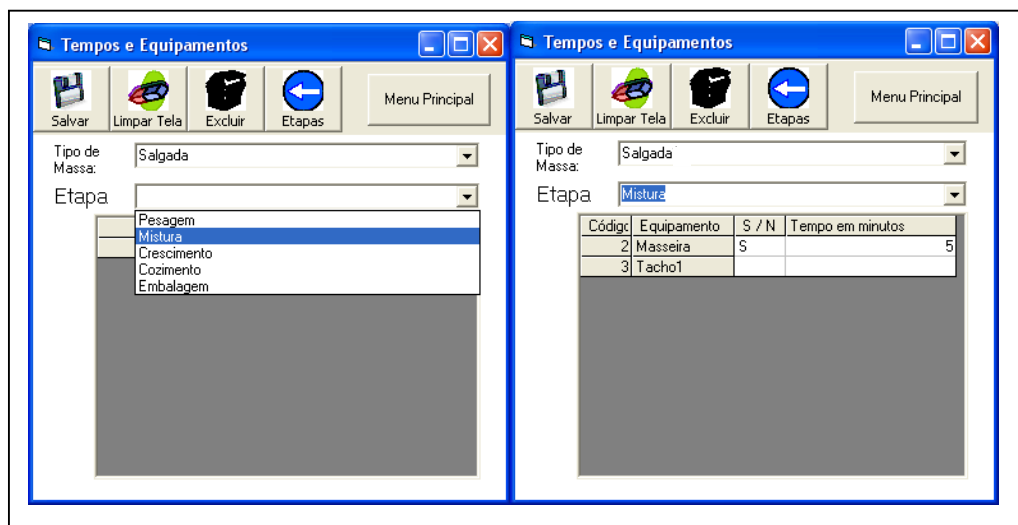 Tempos e Equipamentos
Salvar Limpar Tela Excluir Etapas Menu Principal
Tipo de
Massa: Salgada
Etapa
Pesagem
Mistura
Crescimento
Cozimento
Embalagem
Tempos e Equipamentos
Salvar Limpar Tela Excluir Etapas Menu Principal
Tipo de
Massa: Salgada
Etapa Mistura
Códigc Equipamento S / N Tempo em minutos
2 Masseira S 5
3 Tacho1